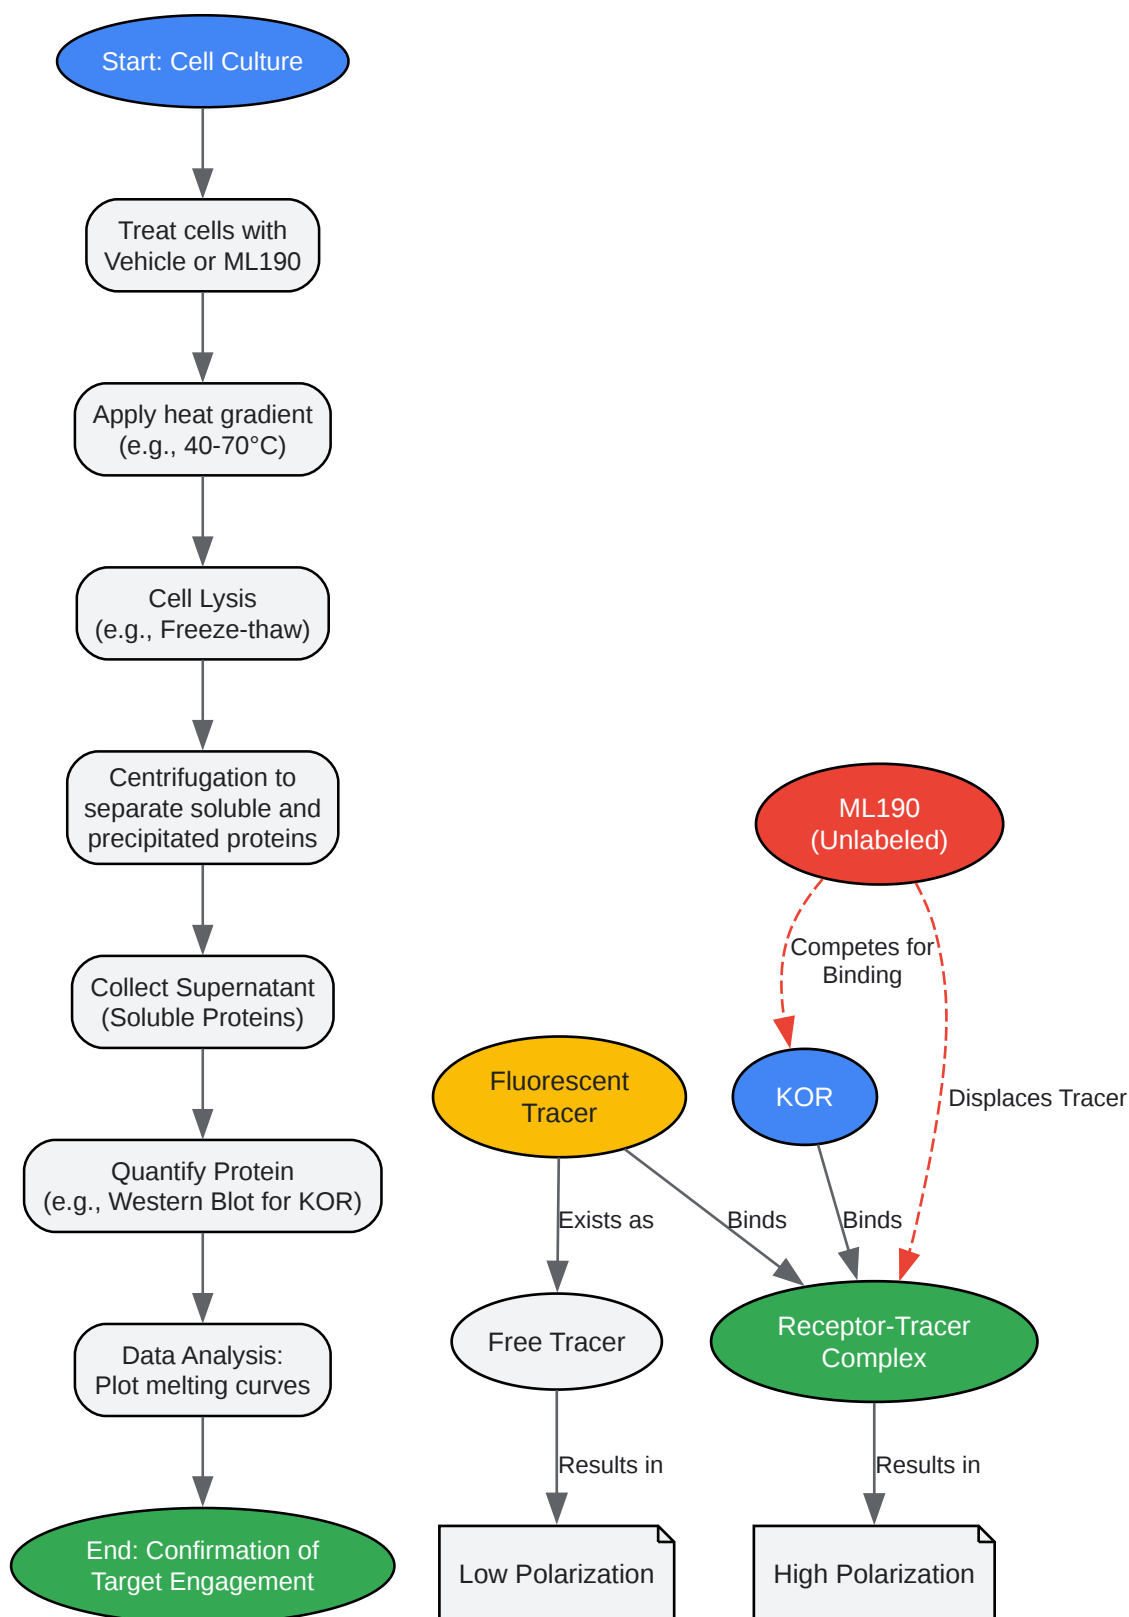 Start: Cell Culture
Treat cells with
Vehicle or ML190
Apply heat gradient
(e.g., 40-70°C)
Cell Lysis
(e.g., Freeze-thaw)
Centrifugation to
separate soluble and
precipitated proteins
Collect Supernatant
(Soluble Proteins)
Quantify Protein
(e.g., Western Blot for KOR)
Data Analysis:
Plot melting curves
End: Confirmation of
Target Engagement
ML190
(Unlabeled)
Competes for
Binding
Displaces Tracer
Fluorescent
Tracer
KOR
Exists as
Binds
Binds
Free Tracer
Receptor-Tracer
Complex
Results in
Results in
Low Polarization
High Polarization